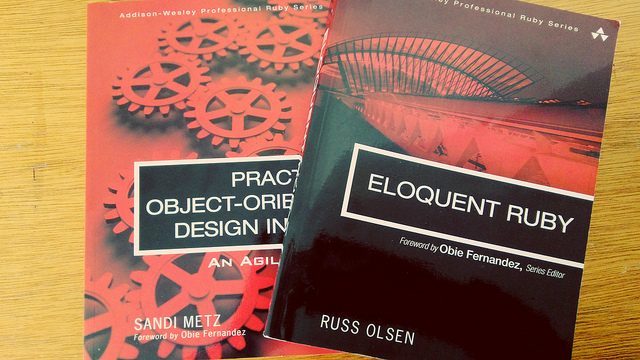 Addison-Wesley Professional Ruby Series
PRACT
OBJECT-ORIE
DESIGN IN
AN AGIL
SANDI METZ
Foreword by Obie Fernandez
ey Professional Ruby Series
ELOQUENT RUBY
Foreword by Obie Fernandez, Series Editor
RUSS OLSEN